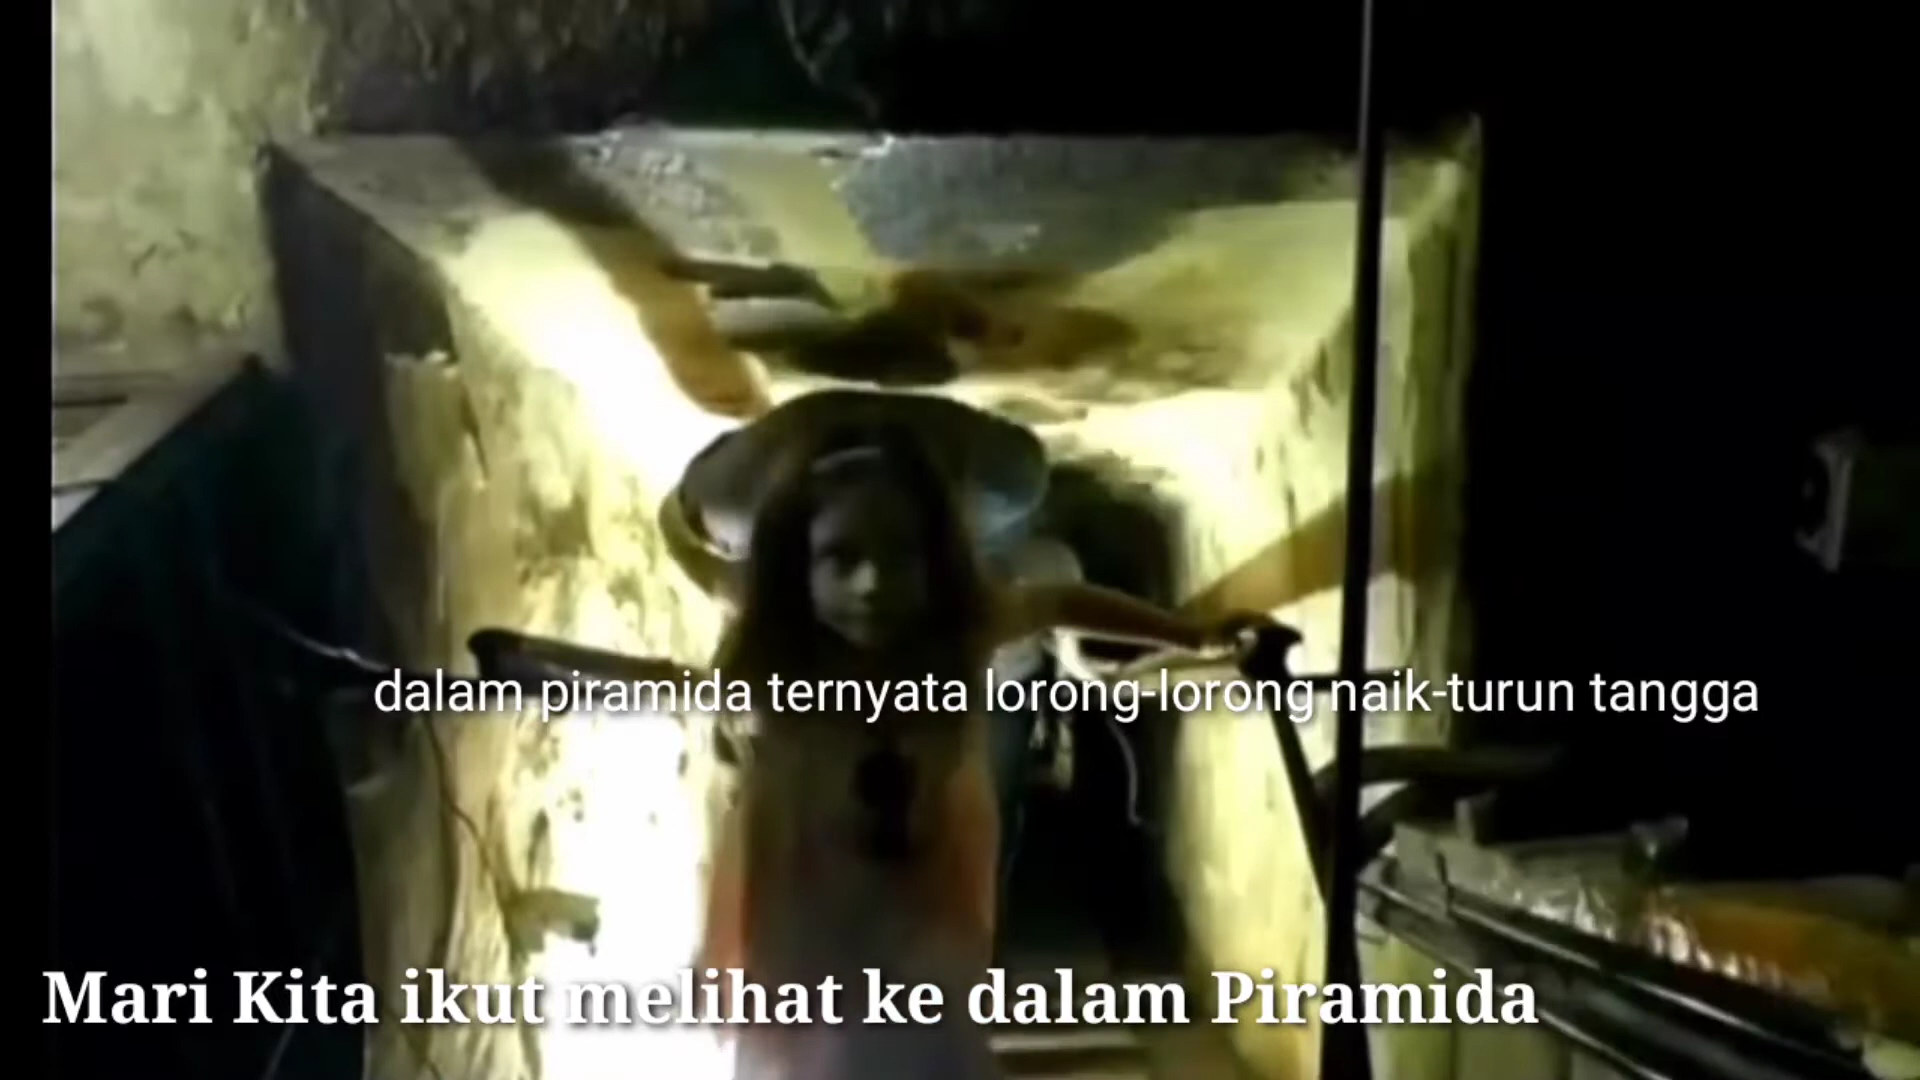 dalam piramida ternyata lorong-lorong naik-turun tangga
Mari Kita ikut melihat ke dalam Piramida